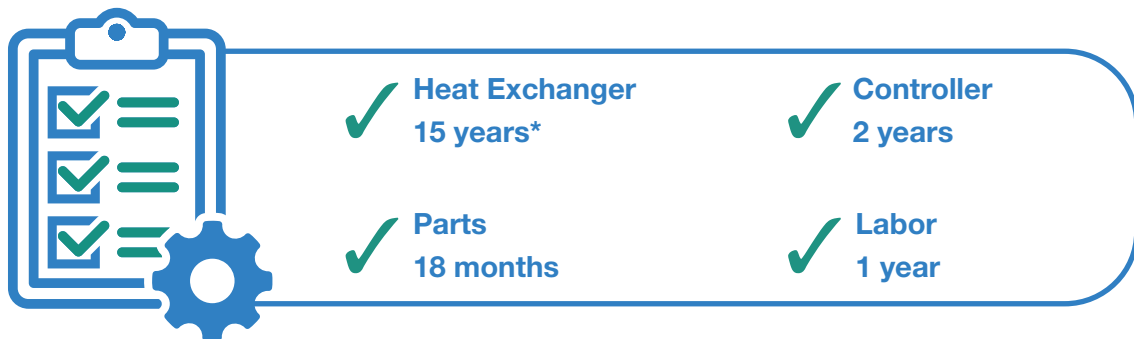 Heat Exchanger
15 years*
Controller
2 years
Parts
18 months
Labor
1 year